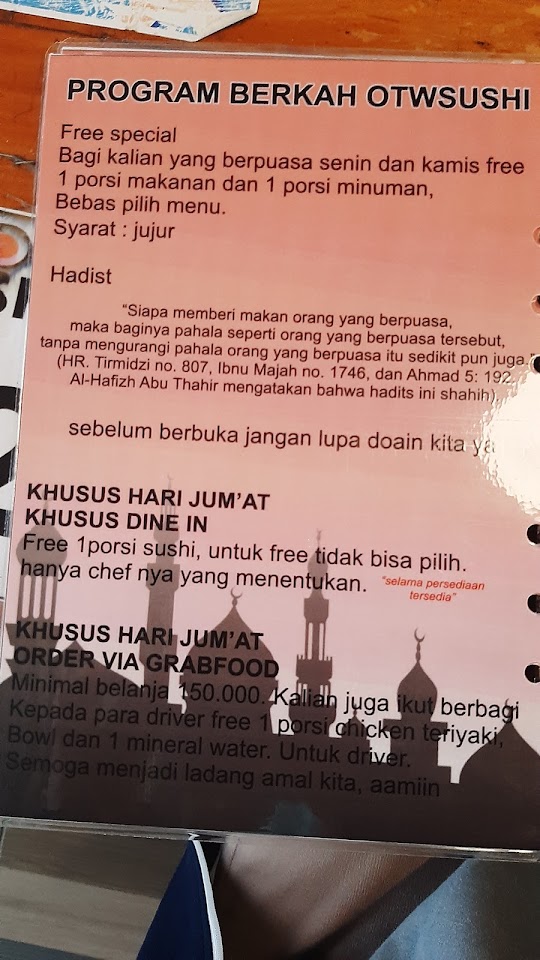 PROGRAM BERKAH OTWSUSHI
Free special
Bagi kalian yang berpuasa senin dan kamis free
1 porsi makanan dan 1 porsi minuman,
Bebas pilih menu.
Syarat : jujur
Hadist
“Siapa memberi makan orang yang berpuasa,
maka baginya pahala seperti orang yang berpuasa tersebut,
tanpa mengurangi pahala orang yang berpuasa itu sedikit pun juga.”
(HR. Tirmidzi no. 807, Ibnu Majah no. 1746, dan Ahmad 5: 192.
Al-Hafizh Abu Thahir mengatakan bahwa hadits ini shahih).
sebelum berbuka jangan lupa doain kita ya
KHUSUS HARI JUM'AT
KHUSUS DINE IN
Free 1porsi sushi, untuk free tidak bisa pilih.
hanya chef nya yang menentukan.
“selama persediaan
tersedia”
KHUSUS HARI JUM'AT
ORDER VIA GRABFOOD
Minimal belanja 150.000. Kalian juga ikut berbagi
Kepada para driver free 1 porsi chicken teriyaki,
Bowl dan 1 mineral water. Untuk driver.
Semoga menjadi ladang amal kita, aamiin